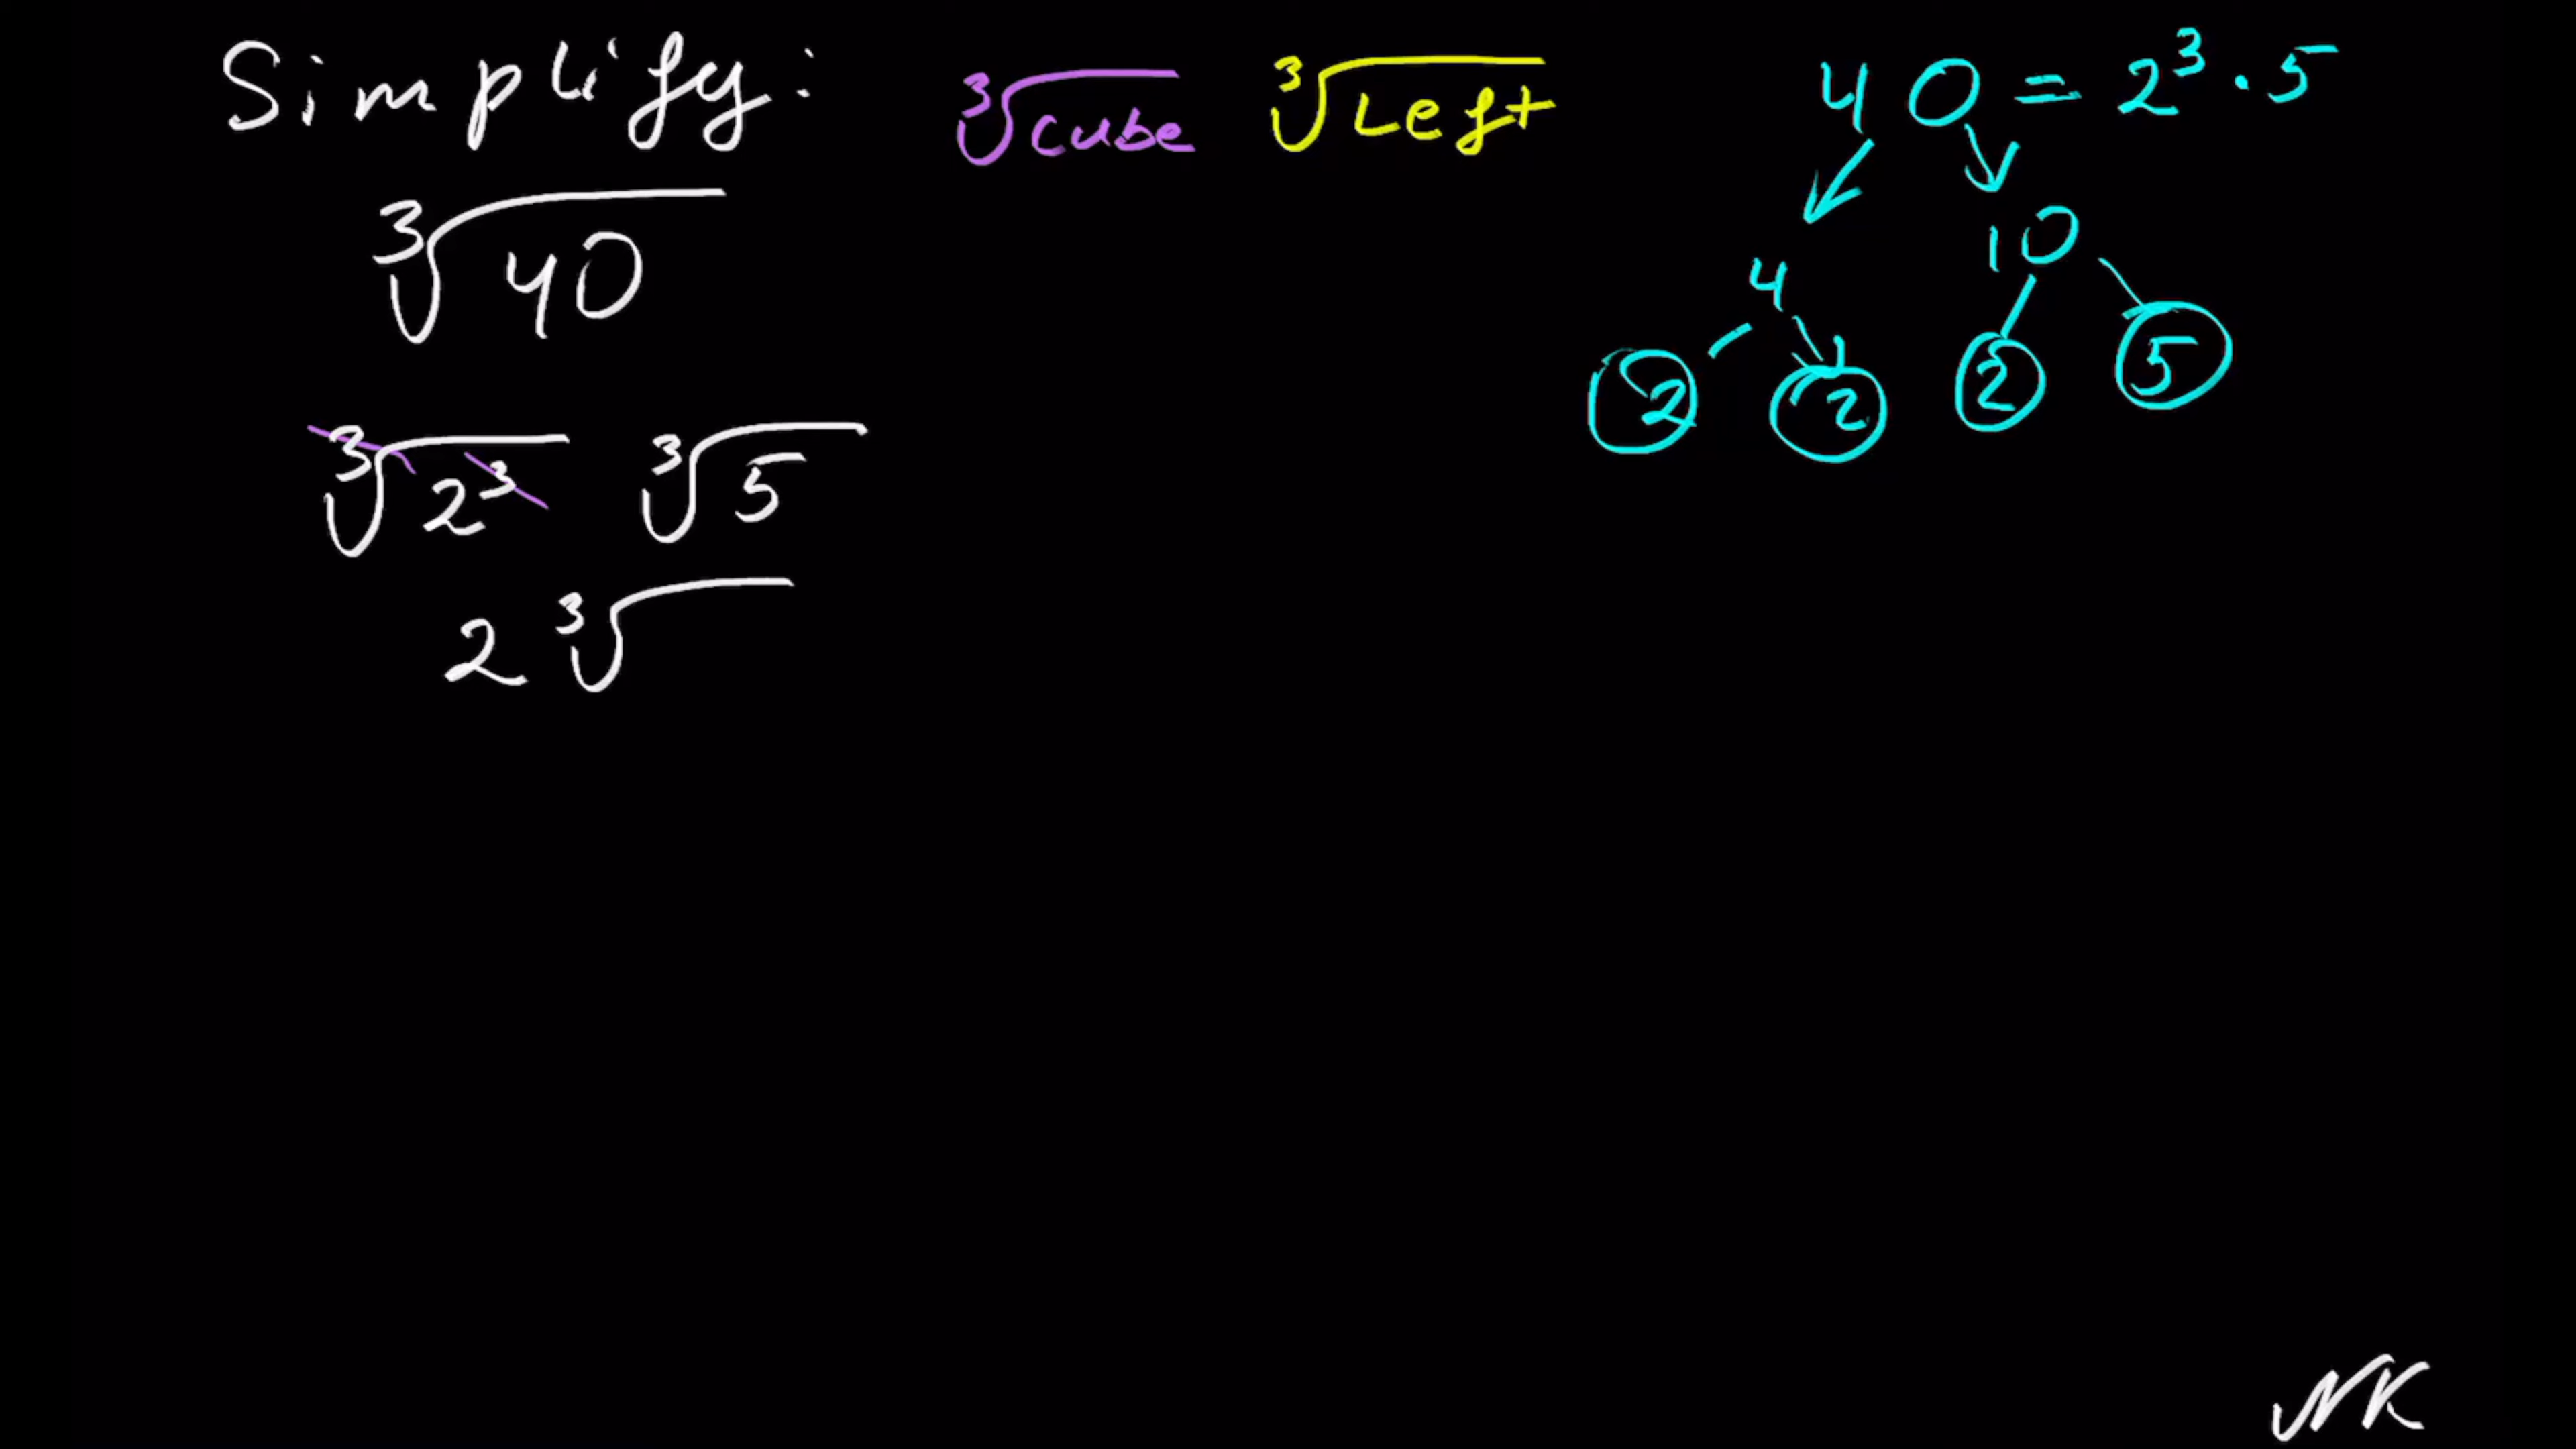 Simplify:
∛cube ∛Left
40 = 2³ · 5
∛40
4 10
2 2 2 5
∛2³ ∛5
2 ∛
NK